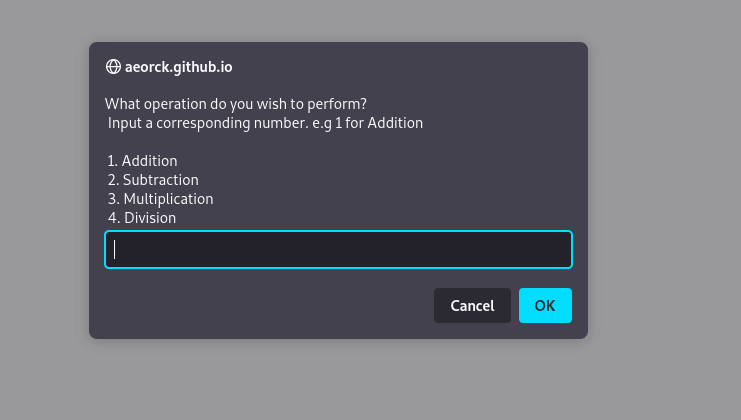 aeorck.github.io
What operation do you wish to perform?
Input a corresponding number. e.g 1 for Addition
1. Addition
2. Subtraction
3. Multiplication
4. Division
Cancel
OK